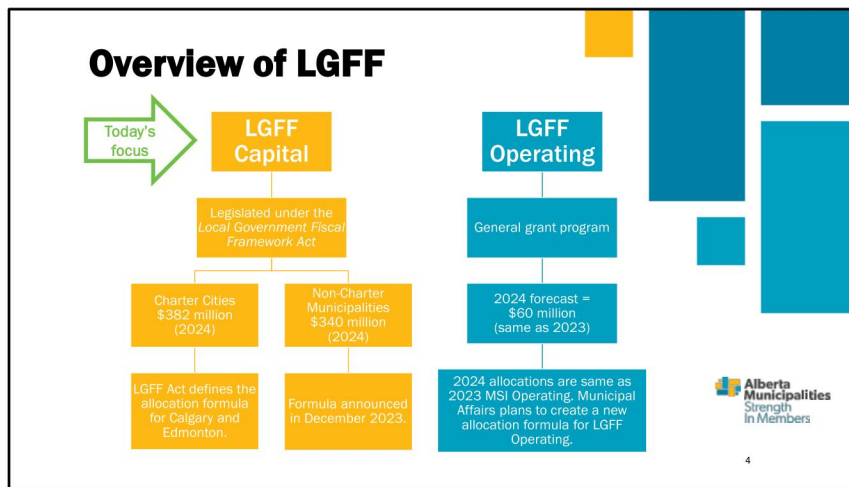 Overview of LGFF
Today's
focus
LGFF
Capital
LGFF
Operating
Legislated under the
Local Government Fiscal
Framework Act
General grant program
Charter Cities
$382 million
(2024)
Non-Charter
Municipalities
$340 million
(2024)
2024 forecast =
$60 million
(same as 2023)
LGFF Act defines the
allocation formula
for Calgary and
Edmonton.
Formula announced
in December 2023.
2024 allocations are same as
2023 MSI Operating. Municipal
Affairs plans to create a new
allocation formula for LGFF
Operating.
Alberta
Municipalities
Strength
In Members
4